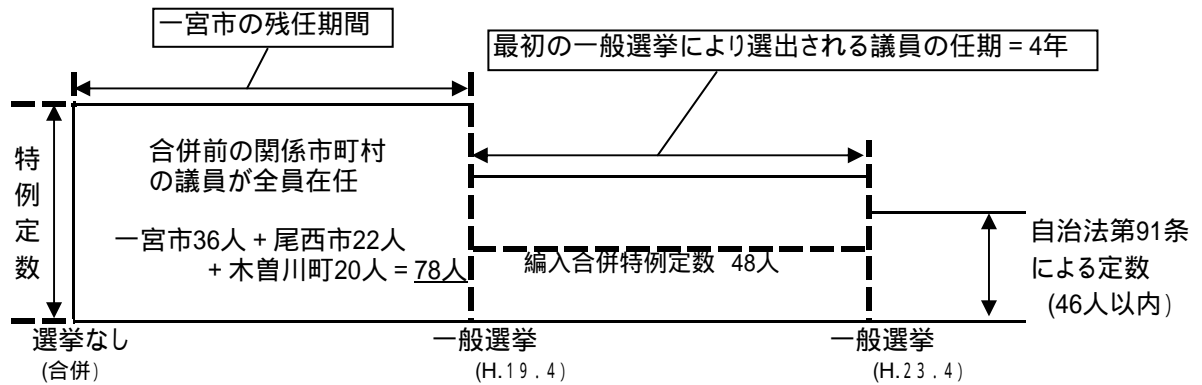 一宮市の残任期間
最初の一般選挙により選出される議員の任期 = 4年
特例定数
合併前の関係市町村
の議員が全員在任
一宮市36人 + 尾西市22人
+ 木曽川町20人 = 78人
編入合併特例定数 48人
自治法第91条
による定数
(46人以内)
選挙なし
(合併)
一般選挙
(H.19.4)
一般選挙
(H.23.4)